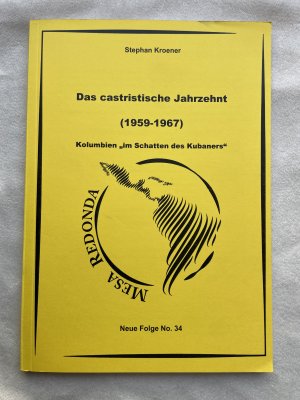 Stephan Kroener
Das castristische Jahrzehnt
(1959-1967)
Kolumbien „im Schatten des Kubaners“
MESA REDONDA
Neue Folge No. 34